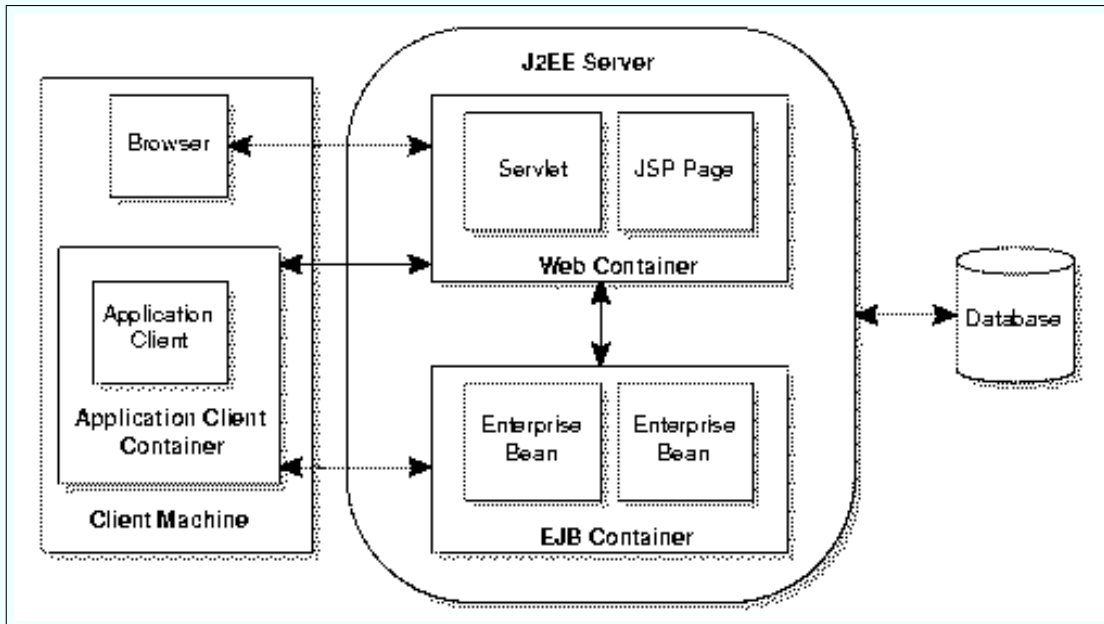 J2EE Server
Browser
Servlet
JSP Page
Web Container
Application
Client
Application Client
Container
Client Machine
Enterprise
Bean
Enterprise
Bean
EJB Container
Database